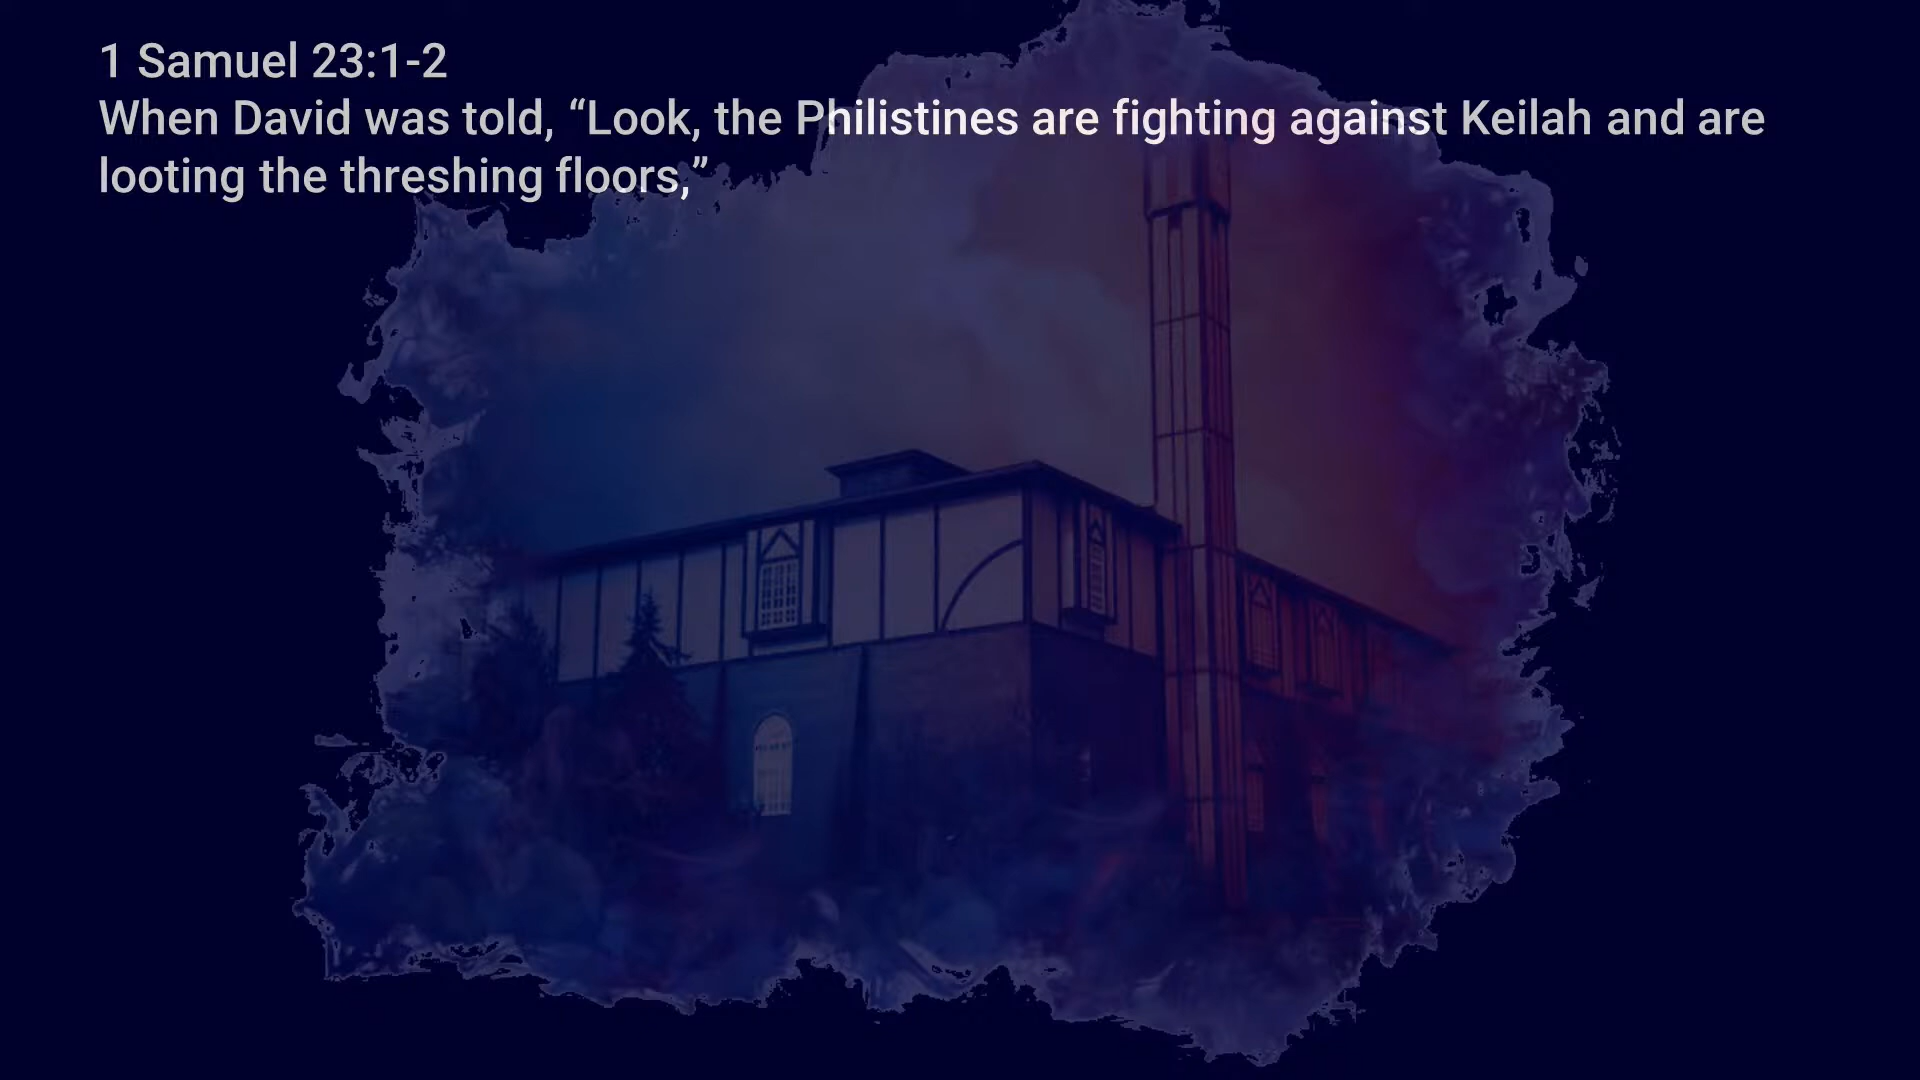 1 Samuel 23:1-2
When David was told, “Look, the Philistines are fighting against Keilah and are
looting the threshing floors,”